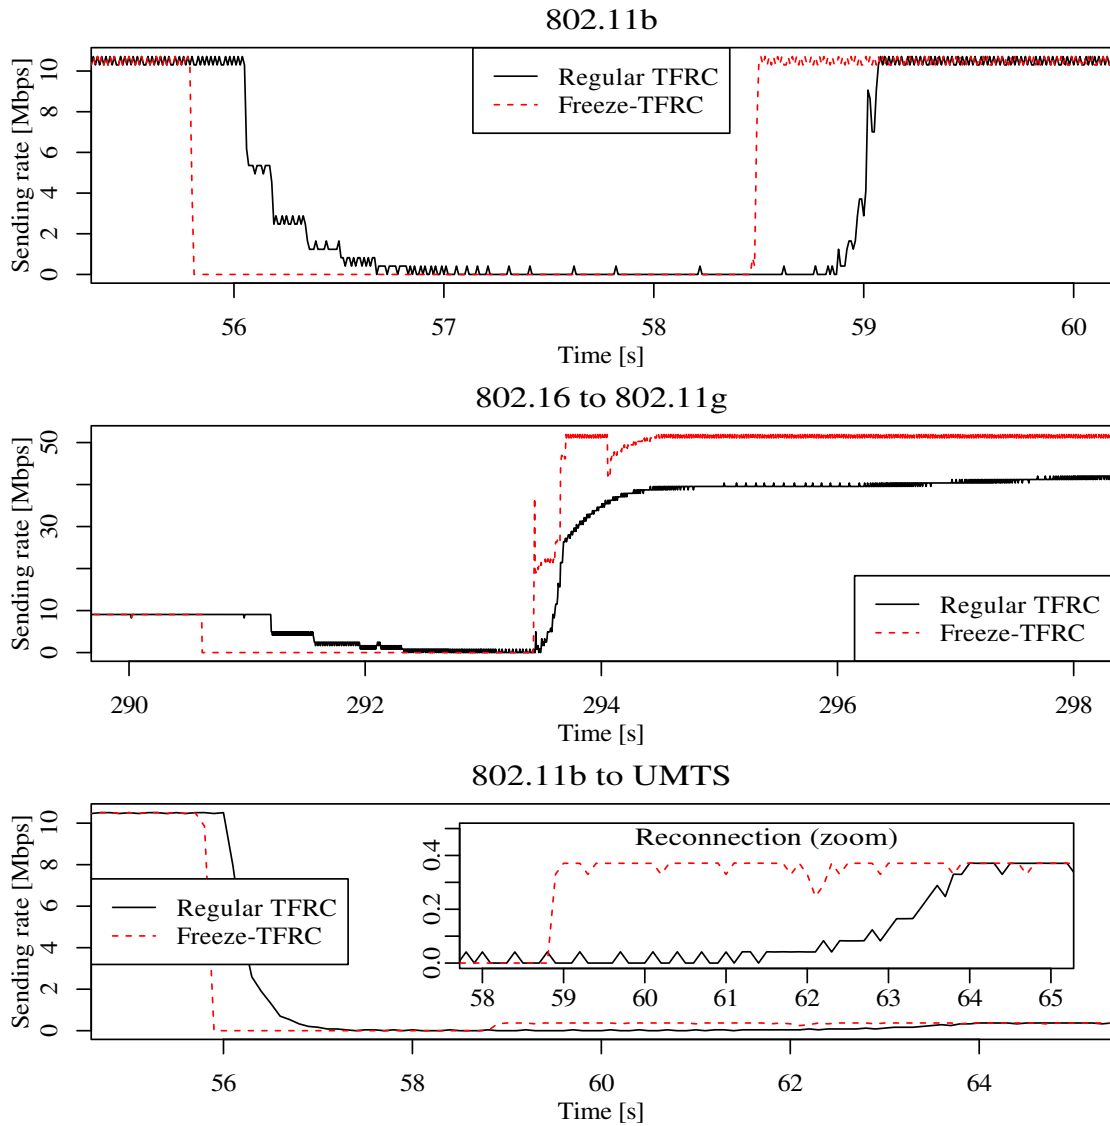 802.11b
Sending rate [Mbps]
0 2 4 6 8 10
Regular TFRC
Freeze-TFRC
56 57 58 59 60
Time [s]
802.16 to 802.11g
Sending rate [Mbps]
0 10 30 50
Regular TFRC
Freeze-TFRC
290 292 294 296 298
Time [s]
802.11b to UMTS
Sending rate [Mbps]
0 2 4 6 8 10
Regular TFRC
Freeze-TFRC
Reconnection (zoom)
0.0 0.2 0.4
58 59 60 61 62 63 64 65
56 58 60 62 64
Time [s]